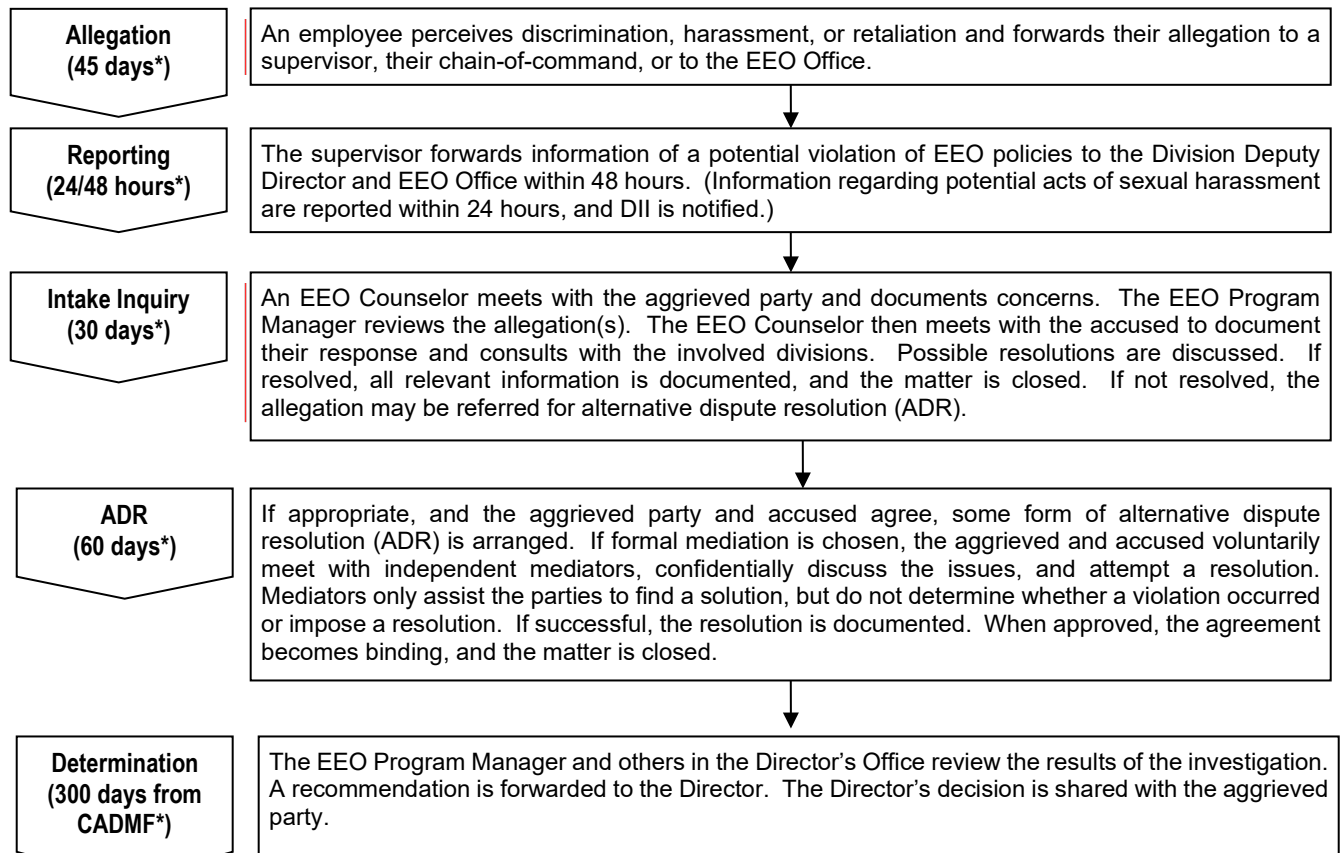 Allegation
(45 days*)
An employee perceives discrimination, harassment, or retaliation and forwards their allegation to a
supervisor, their chain-of-command, or to the EEO Office.
Reporting
(24/48 hours*)
The supervisor forwards information of a potential violation of EEO policies to the Division Deputy
Director and EEO Office within 48 hours. (Information regarding potential acts of sexual harassment
are reported within 24 hours, and DII is notified.)
Intake Inquiry
(30 days*)
An EEO Counselor meets with the aggrieved party and documents concerns. The EEO Program
Manager reviews the allegation(s). The EEO Counselor then meets with the accused to document
their response and consults with the involved divisions. Possible resolutions are discussed. If
resolved, all relevant information is documented, and the matter is closed. If not resolved, the
allegation may be referred for alternative dispute resolution (ADR).
ADR
(60 days*)
If appropriate, and the aggrieved party and accused agree, some form of alternative dispute
resolution (ADR) is arranged. If formal mediation is chosen, the aggrieved and accused voluntarily
meet with independent mediators, confidentially discuss the issues, and attempt a resolution.
Mediators only assist the parties to find a solution, but do not determine whether a violation occurred
or impose a resolution. If successful, the resolution is documented. When approved, the agreement
becomes binding, and the matter is closed.
Determination
(300 days from
CADMF*)
The EEO Program Manager and others in the Director’s Office review the results of the investigation.
A recommendation is forwarded to the Director. The Director’s decision is shared with the aggrieved
party.